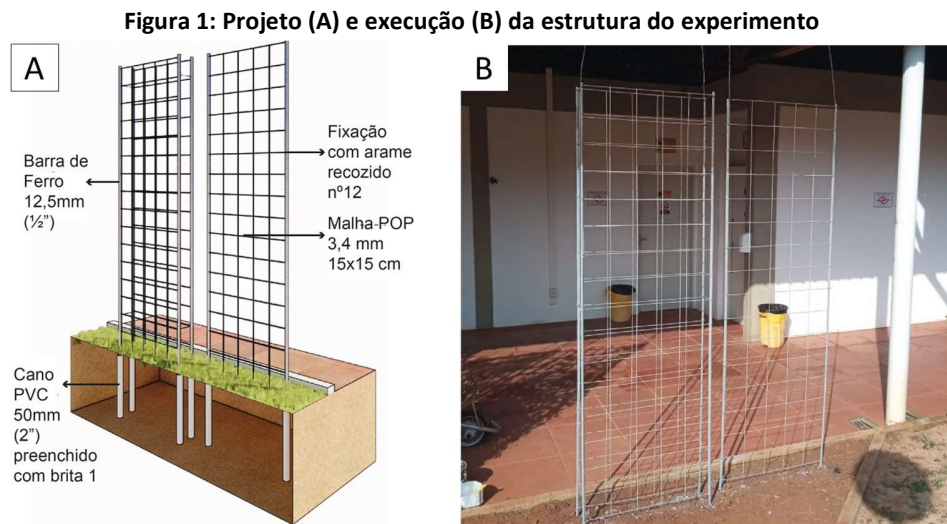 Figura 1: Projeto (A) e execução (B) da estrutura do experimento
A
B
Barra de
Ferro
12,5mm
(½")
Fixação
com arame
recozido
nº12
Malha-POP
3,4 mm
15x15 cm
Cano
PVC
50mm
(2")
preenchido
com brita 1